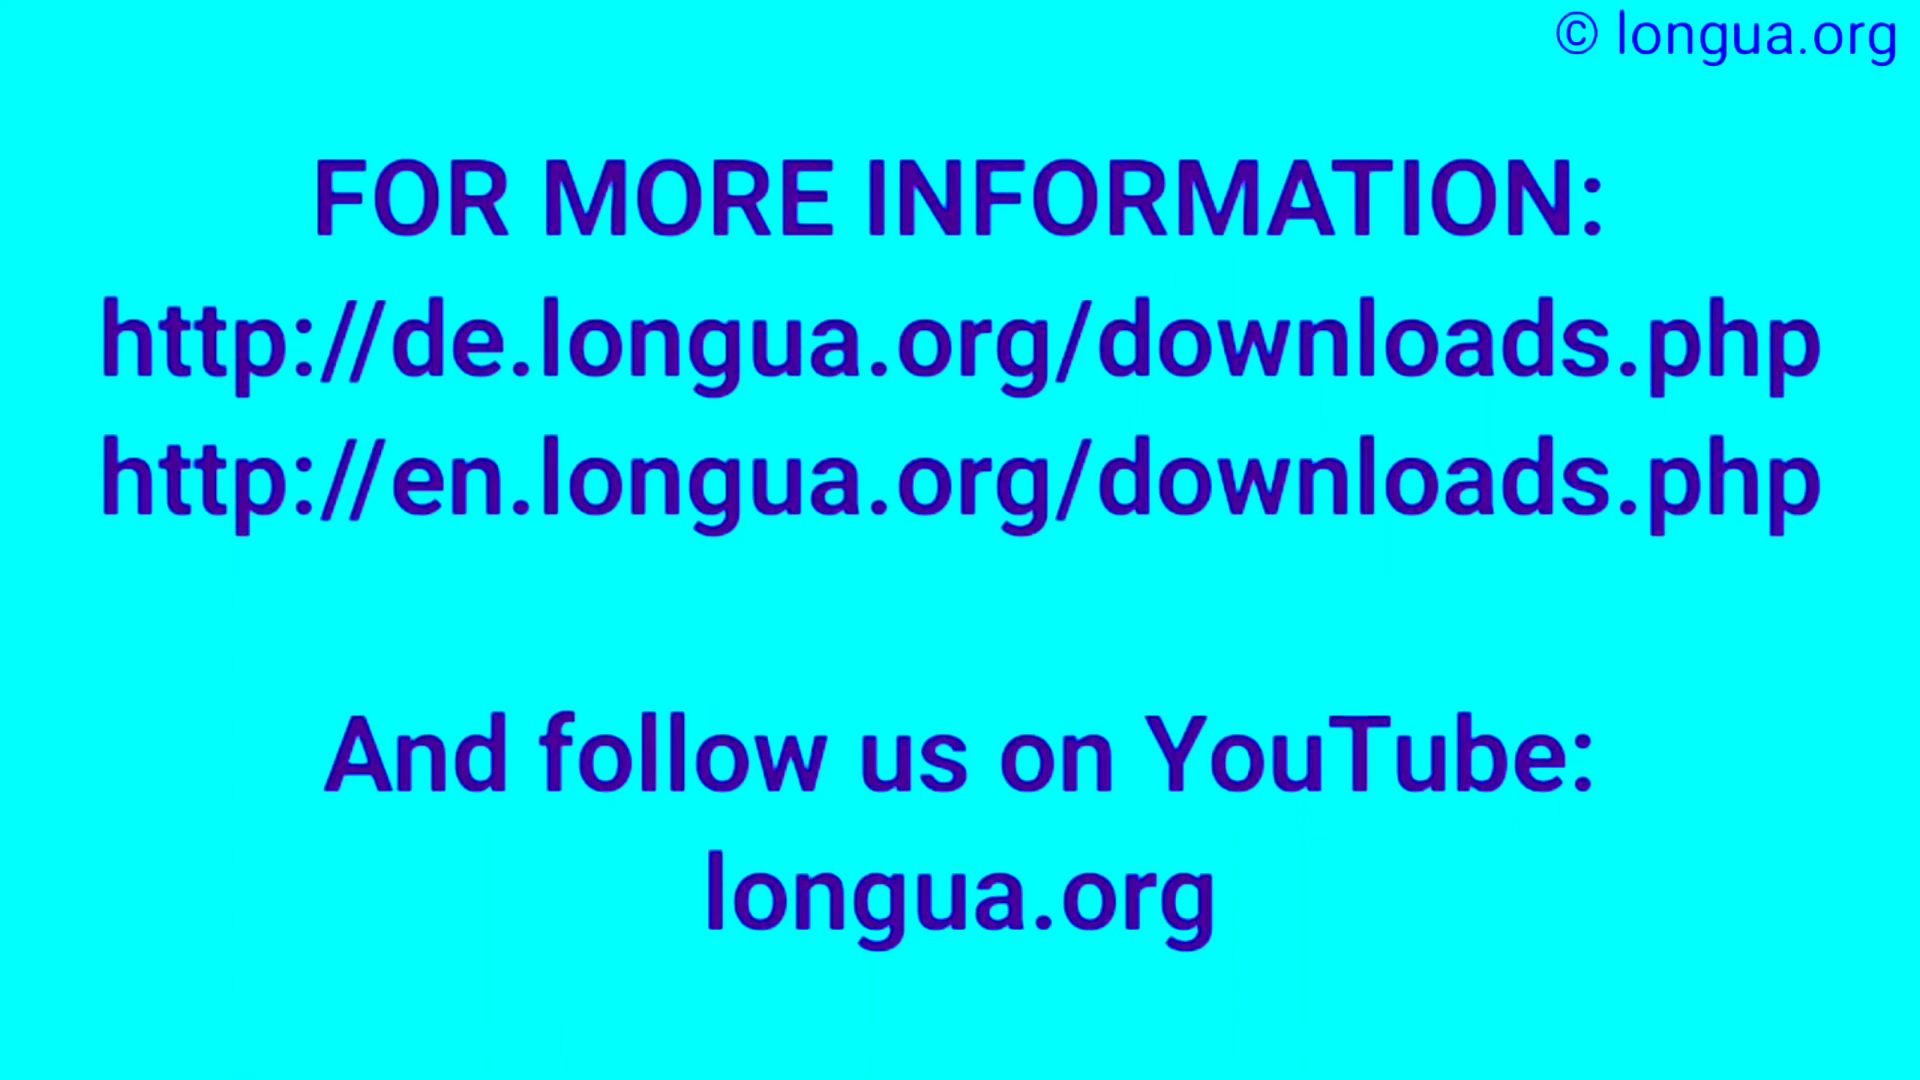 © longua.org
FOR MORE INFORMATION:
http://de.longua.org/downloads.php
http://en.longua.org/downloads.php
And follow us on YouTube:
longua.org